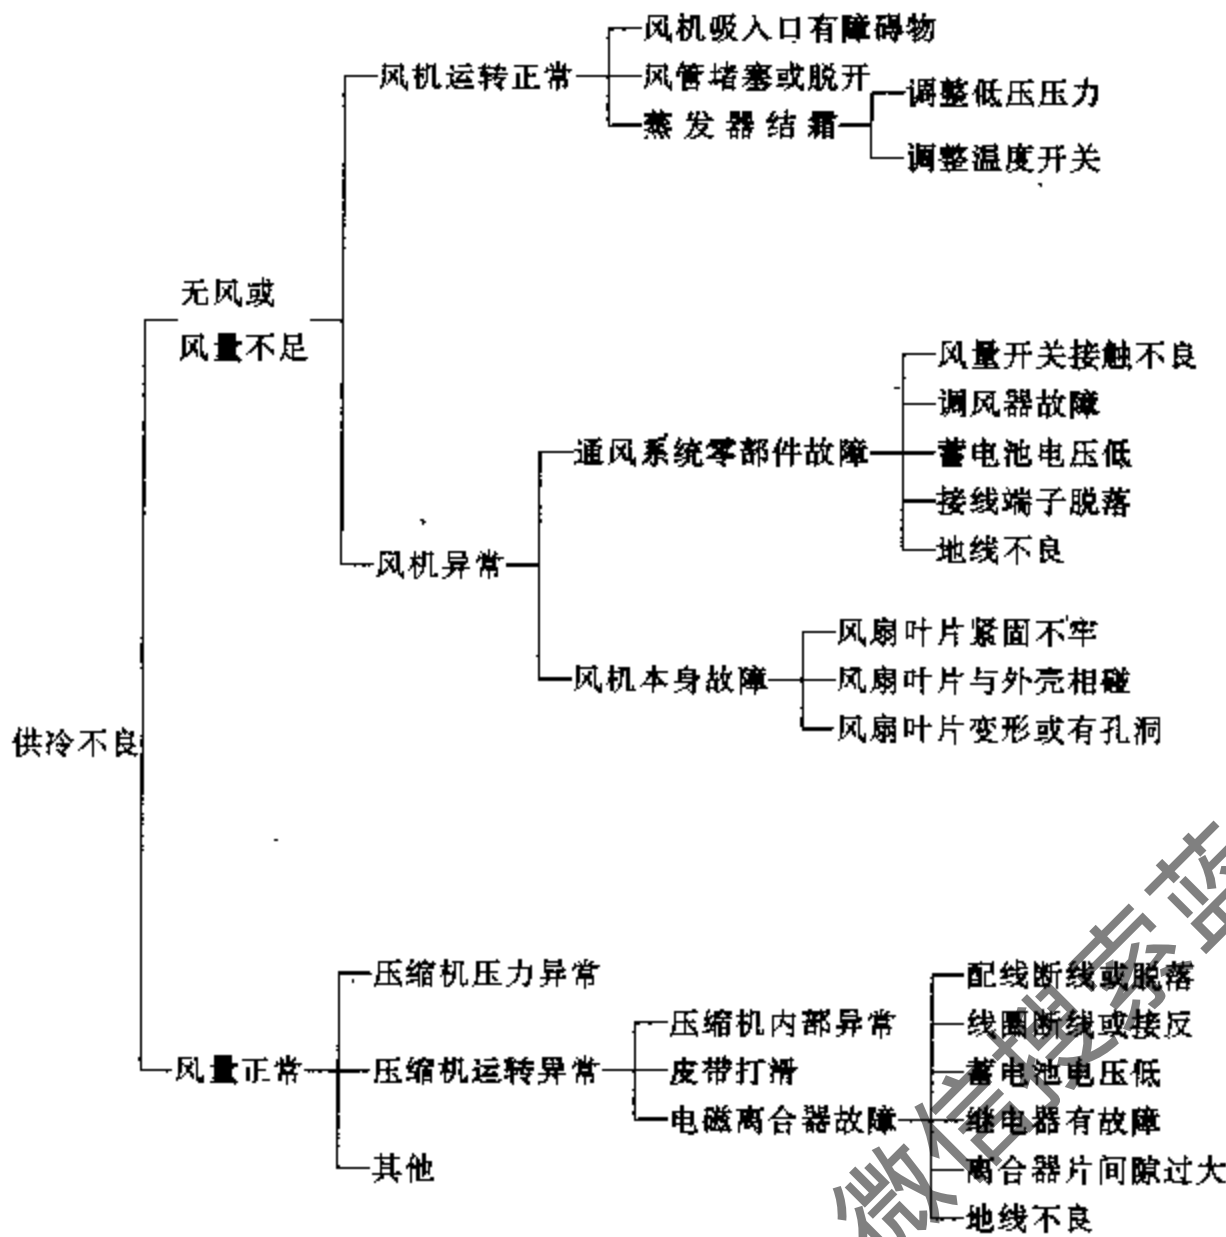 风机吸入口有障碍物
风机运转正常
风管堵塞或脱开
调整低压压力
蒸发器结霜
调整温度开关
无风或
风量不足
风量开关接触不良
调风器故障
通风系统零部件故障
蓄电池电压低
接线端子脱落
地线不良
风机异常
风扇叶片紧固不牢
风机本身故障
风扇叶片与外壳相碰
风扇叶片变形或有孔洞
供冷不良
压缩机压力异常
配线断线或脱落
压缩机内部异常
线圈断线或接反
风量正常
压缩机运转异常
皮带打滑
蓄电池电压低
电磁离合器故障
继电器有故障
其他
离合器片间隙过大
地线不良
微信搜索蓝